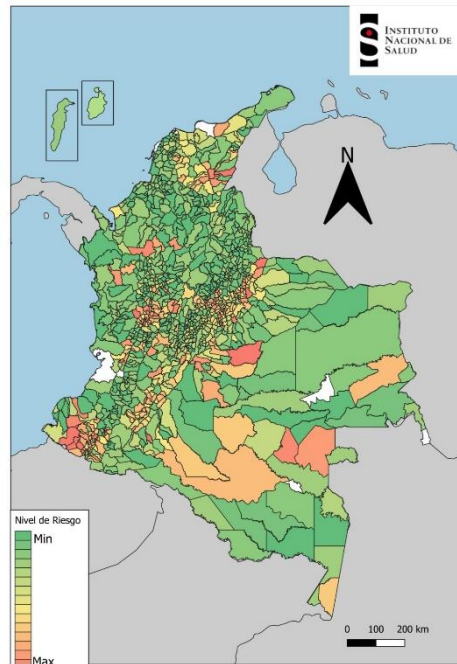 INSTITUTO
NACIONAL DE
SALUD
N
Nivel de Riesgo
Min
Max
0 100 200 km